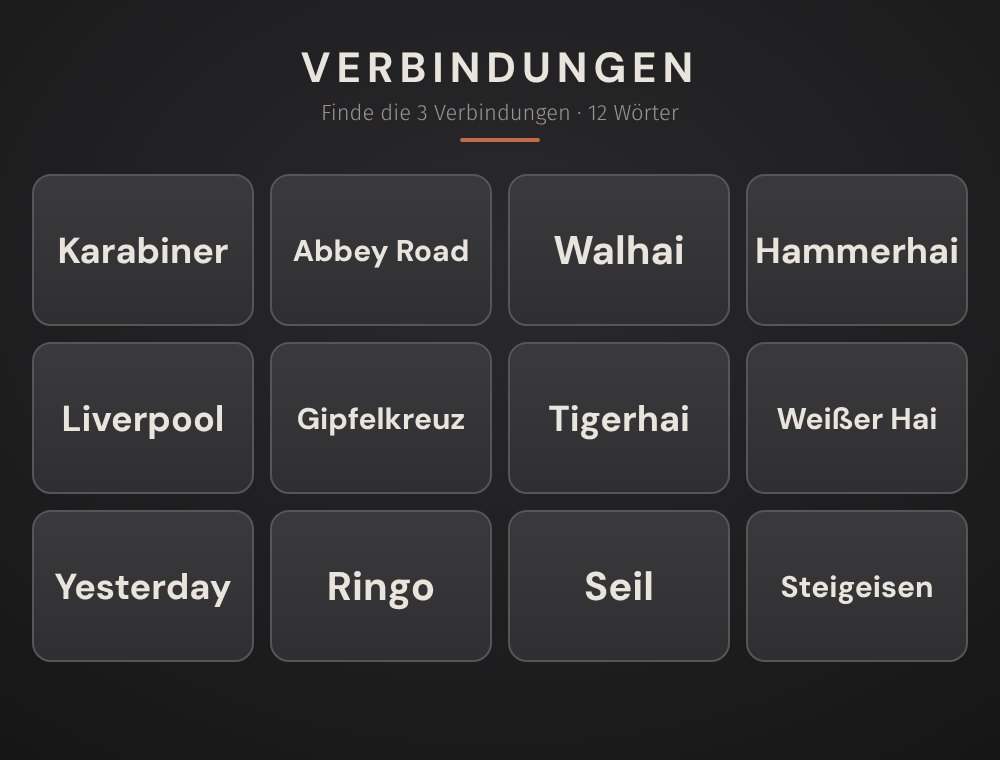 VERBINDUNGEN
Finde die 3 Verbindungen · 12 Wörter
Karabiner
Abbey Road
Walhai
Hammerhai
Liverpool
Gipfelkreuz
Tigerhai
Weißer Hai
Yesterday
Ringo
Seil
Steigeisen